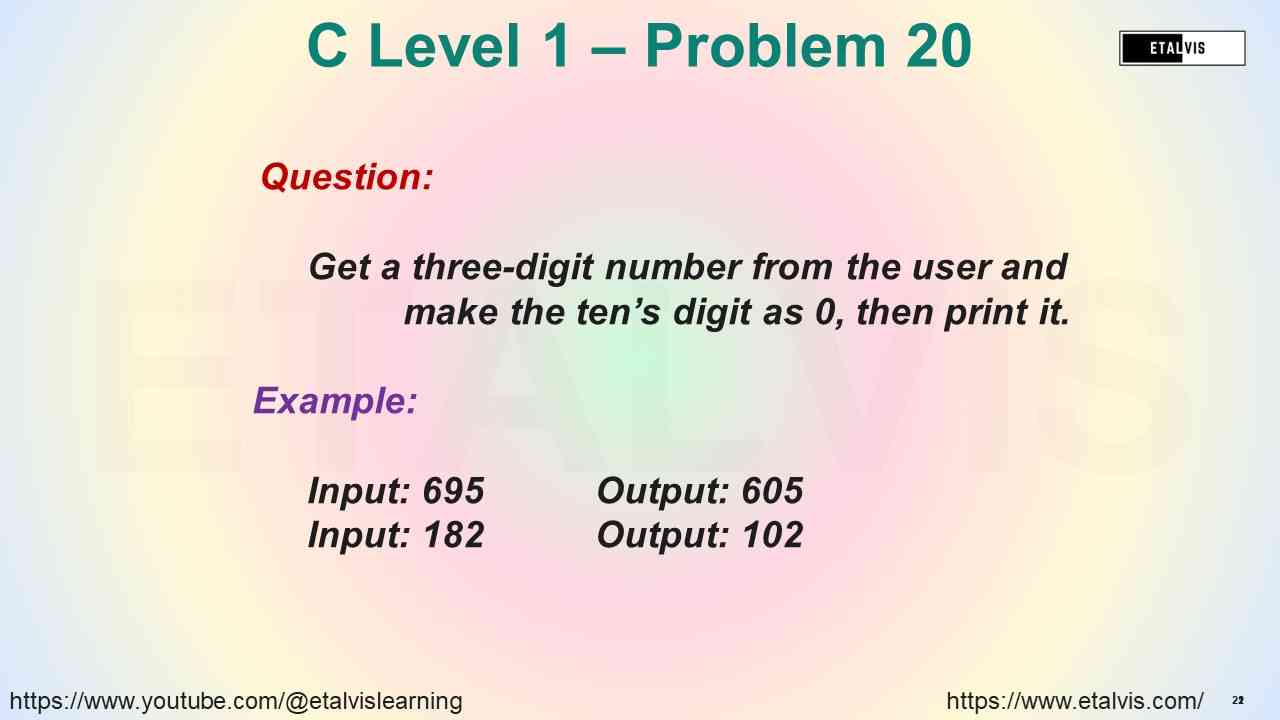 C Level 1 – Problem 20
ETALVIS
Question:
Get a three-digit number from the user and
make the ten’s digit as 0, then print it.
Example:
Input: 695 Output: 605
Input: 182 Output: 102
ETALVIS
https://www.youtube.com/@etalvislearning
https://www.etalvis.com/